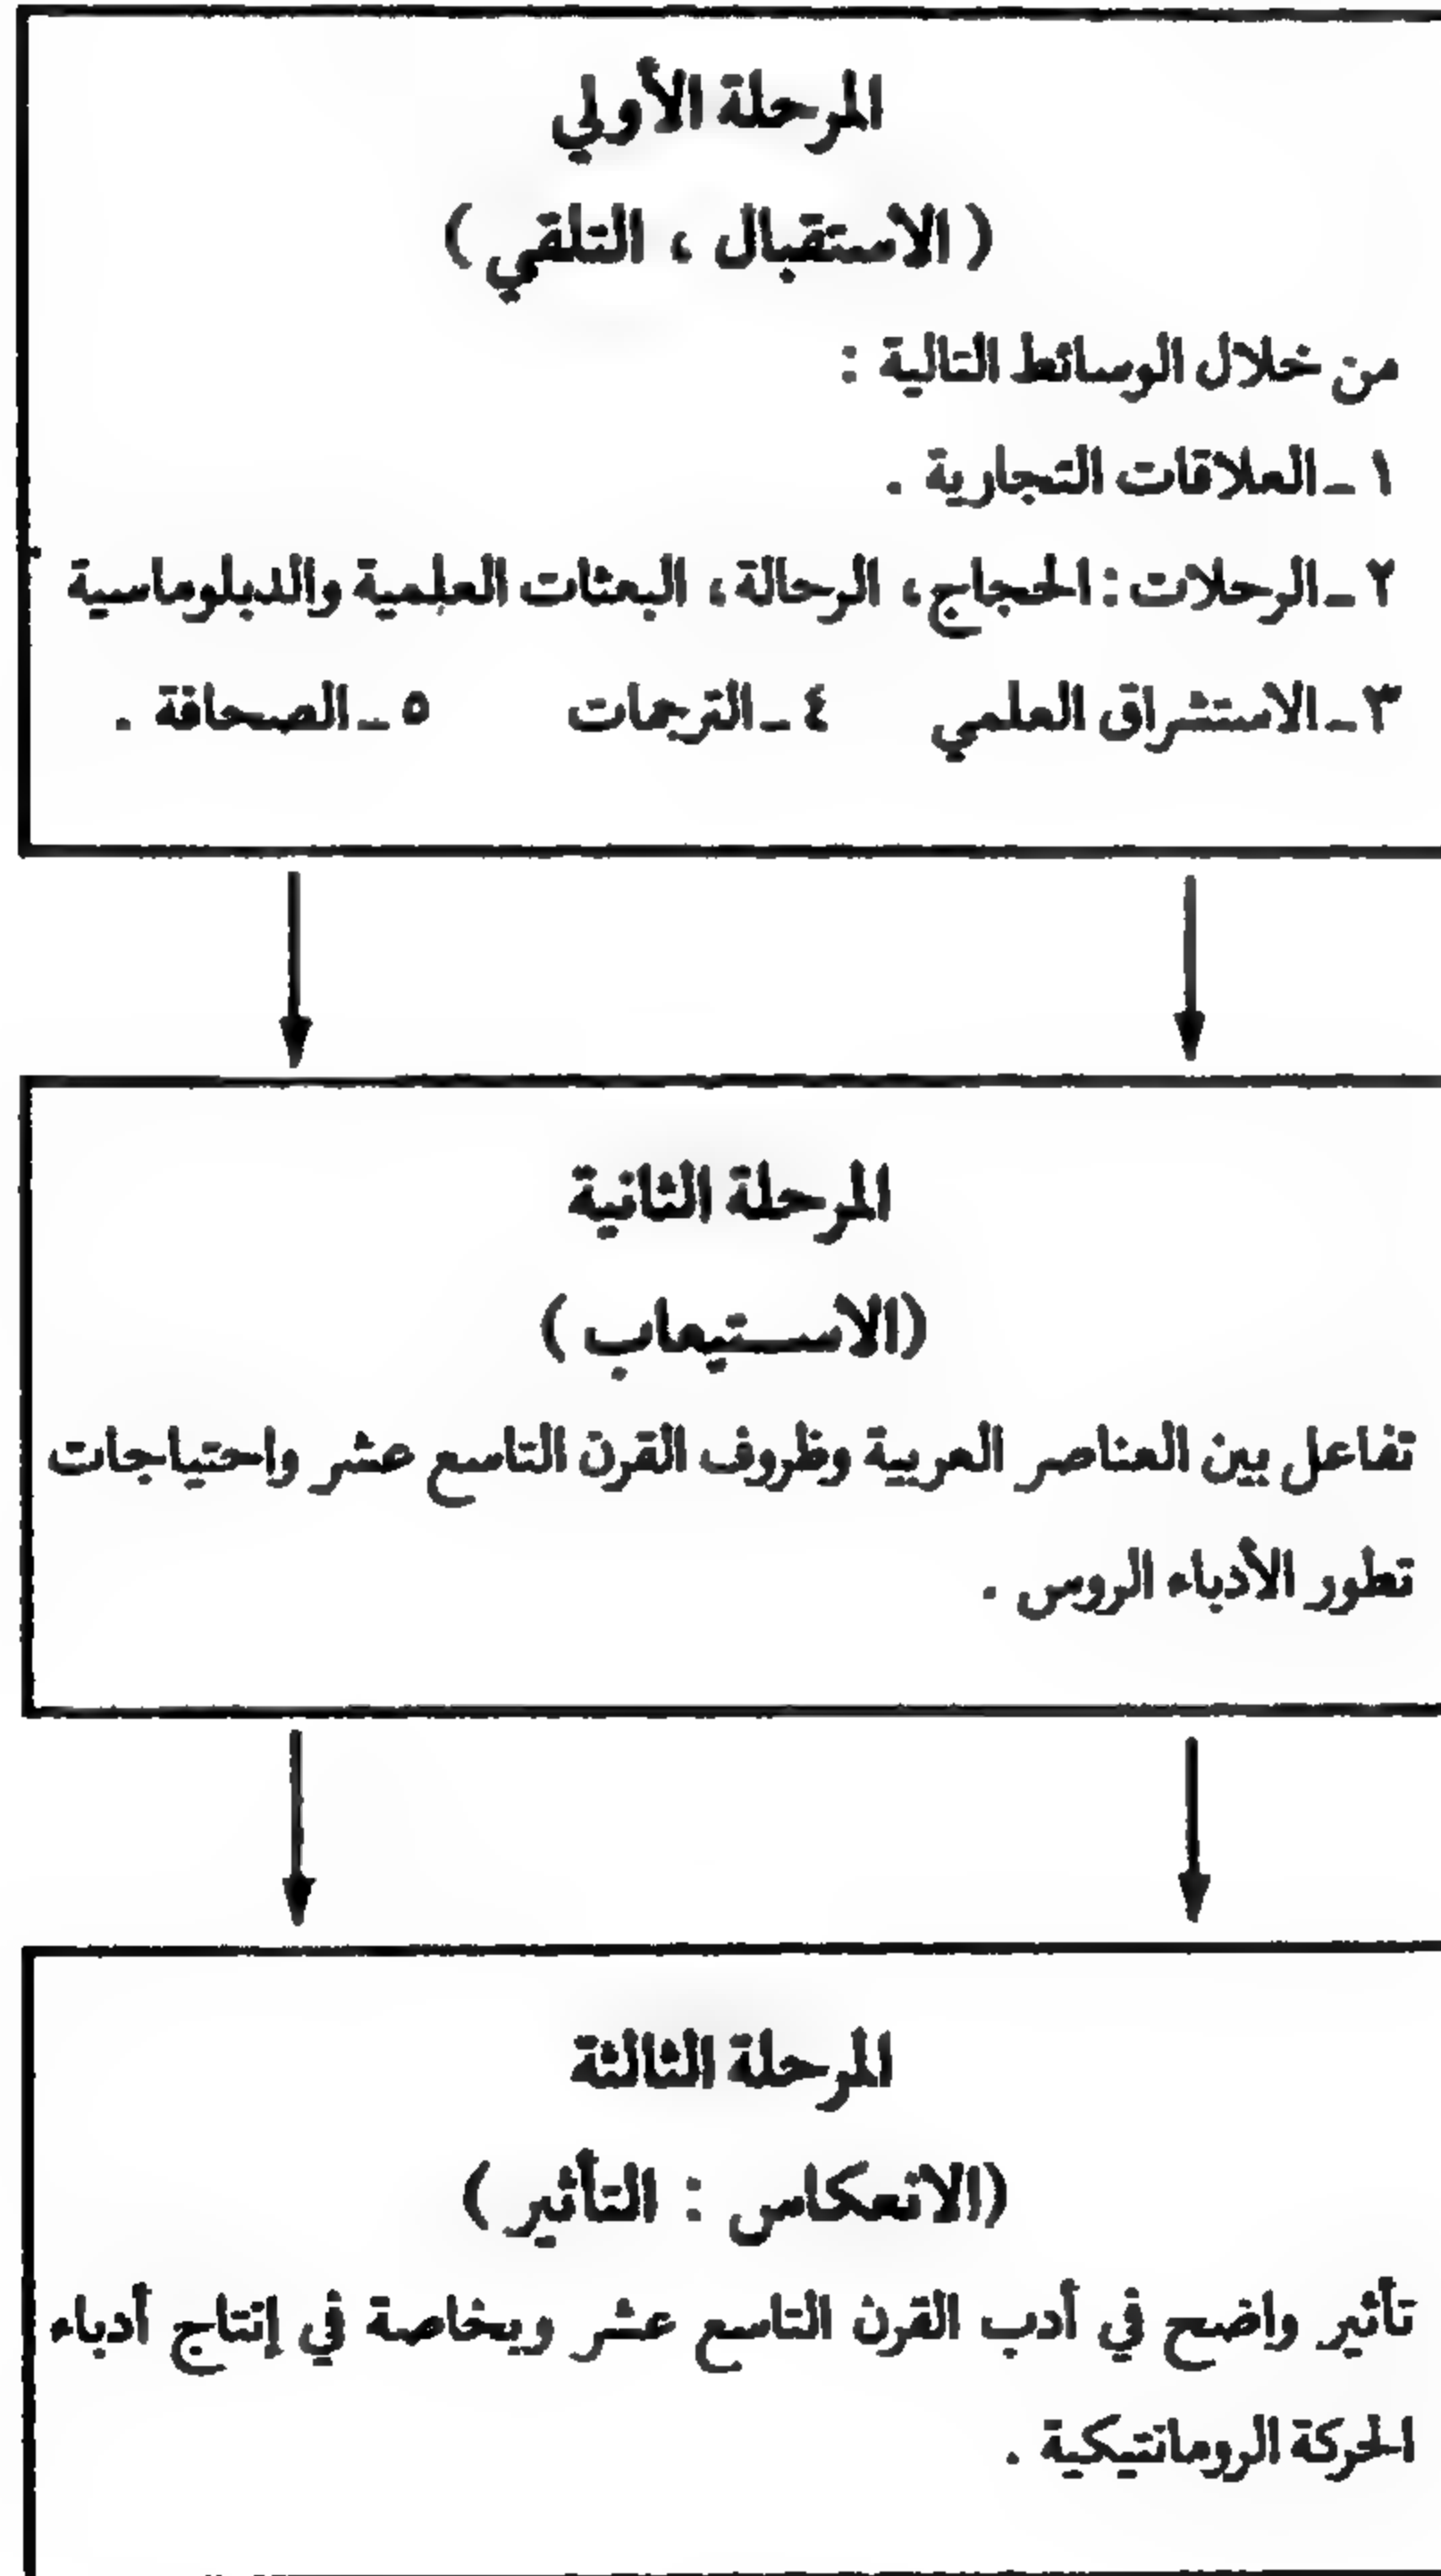 المرحلة الأولي
( الاستقبال ، التلقي )
من خلال الوسائط التالية :
١ ـ العلاقات التجارية .
٢ ـ الرحلات : الحجاج، الرحالة، البعثات العلمية والدبلوماسية
٣ ـ الاستشراق العلمي ٤ ـ الترجمات ٥ ـ الصحافة .
المرحلة الثانية
(الاستيعاب )
تفاعل بين العناصر العربية وظروف القرن التاسع عشر واحتياجات
تطور الأدباء الروس .
المرحلة الثالثة
(الانعكاس : التأثير )
تأثير واضح في أدب القرن التاسع عشر وبخاصة في إنتاج أدباء
الحركة الرومانتيكية .